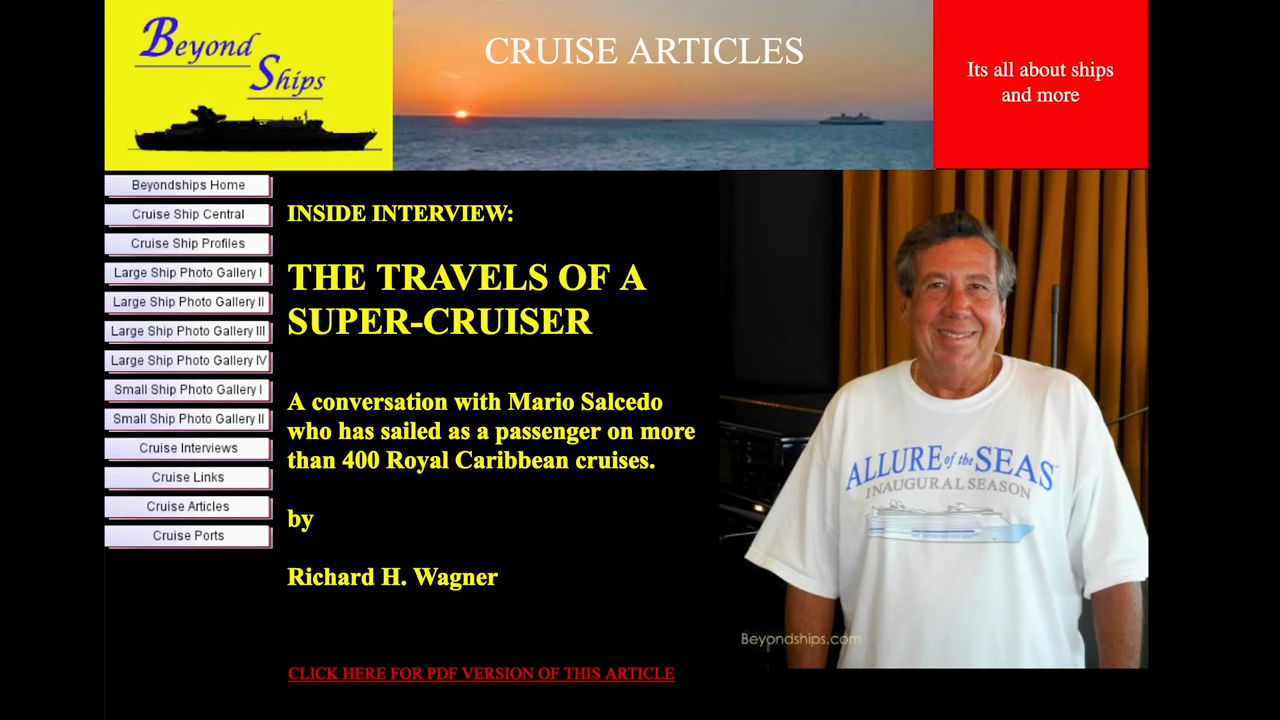 Beyond
Ships
CRUISE ARTICLES
Its all about ships
and more
Beyondships Home
Cruise Ship Central
Cruise Ship Profiles
Large Ship Photo Gallery I
Large Ship Photo Gallery II
Large Ship Photo Gallery III
Large Ship Photo Gallery IV
Small Ship Photo Gallery I
Small Ship Photo Gallery II
Cruise Interviews
Cruise Links
Cruise Articles
Cruise Ports
INSIDE INTERVIEW:
THE TRAVELS OF A
SUPER-CRUISER
A conversation with Mario Salcedo
who has sailed as a passenger on more
than 400 Royal Caribbean cruises.
by
Richard H. Wagner
CLICK HERE FOR PDF VERSION OF THIS ARTICLE
ALLURE of the SEAS
INAUGURAL SEASON
Beyondships.com